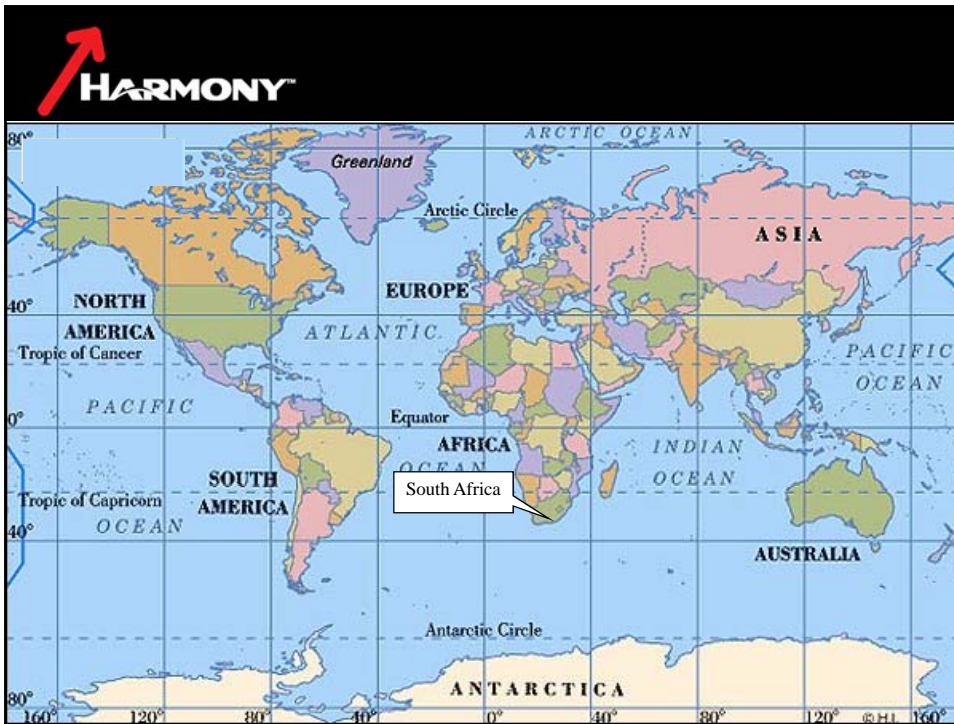 HARMONY™
80°
ARCTIC OCEAN
Greenland
Arctic Circle
ASIA
EUROPE
40°
NORTH
AMERICA
ATLANTIC
Tropic of Cancer
PACIFIC
OCEAN
PACIFIC
Equator
0°
AFRICA
INDIAN
OCEAN
OCEAN
SOUTH
AMERICA
South Africa
Tropic of Capricorn
OCEAN
40°
AUSTRALIA
Antarctic Circle
ANTARCTICA
80°
160° 120° 80° 40° 0° 40° 80° 120° 160°